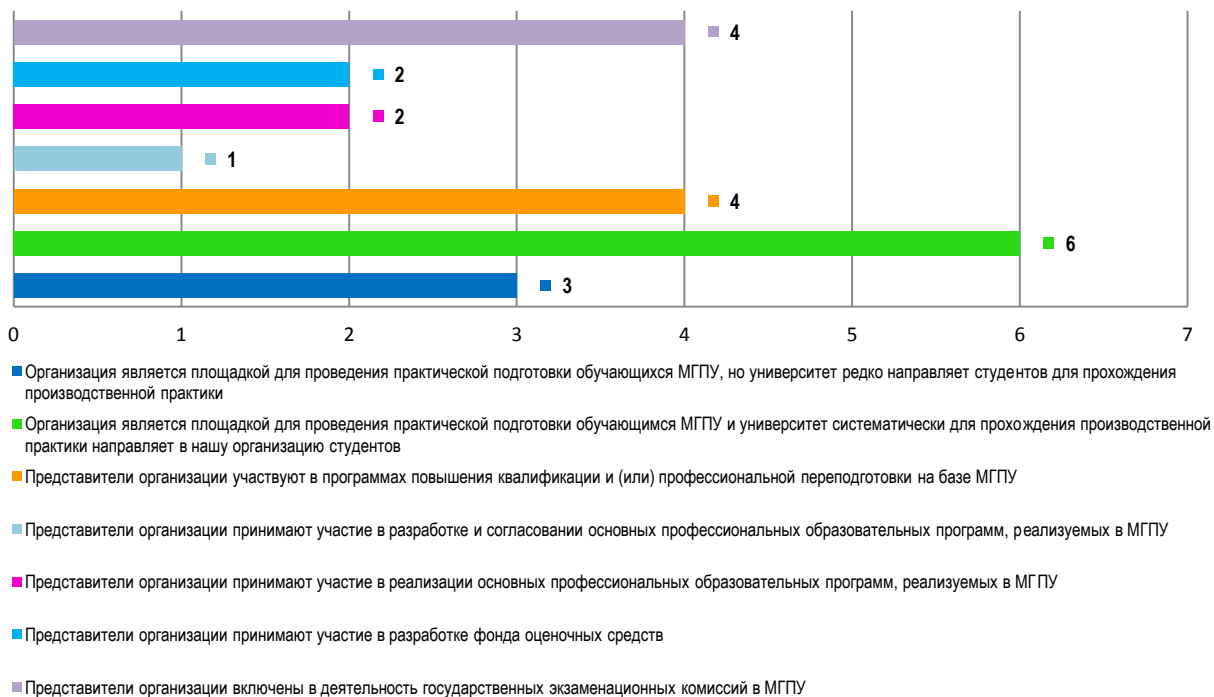 4
2
2
1
4
6
3
0 1 2 3 4 5 6 7
Организация является площадкой для проведения практической подготовки обучающихся МГПУ, но университет редко направляет студентов для прохождения
производственной практики
Организация является площадкой для проведения практической подготовки обучающимся МГПУ и университет систематически для прохождения производственной
практики направляет в нашу организацию студентов
Представители организации участвуют в программах повышения квалификации и (или) профессиональной переподготовки на базе МГПУ
Представители организации принимают участие в разработке и согласовании основных профессиональных образовательных программ, реализуемых в МГПУ
Представители организации принимают участие в реализации основных профессиональных образовательных программ, реализуемых в МГПУ
Представители организации принимают участие в разработке фонда оценочных средств
Представители организации включены в деятельность государственных экзаменационных комиссий в МГПУ